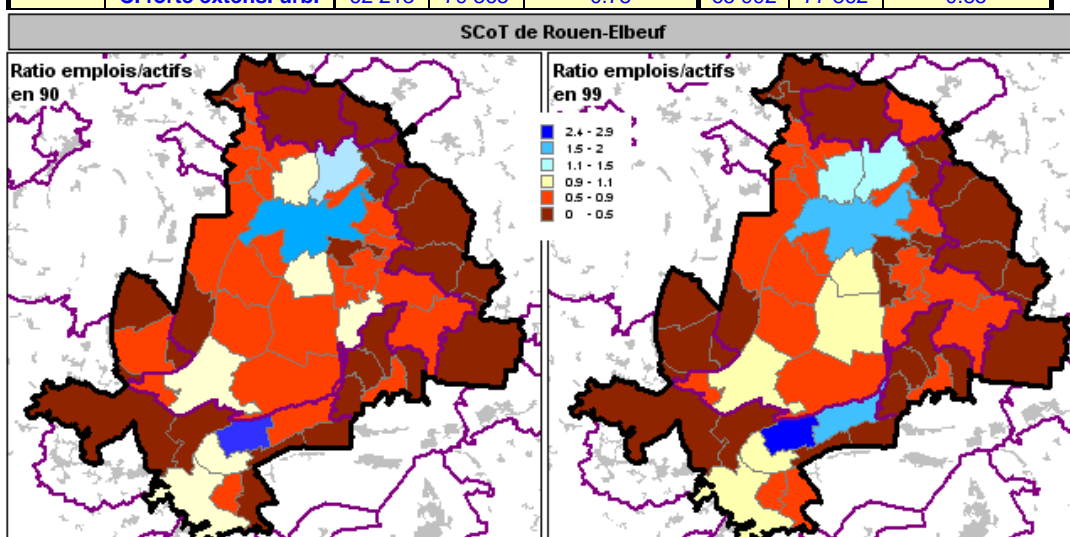 SCoT de Rouen-Elbeuf
Ratio emplois/actifs
en 90
Ratio emplois/actifs
en 99
2.4 - 2.9
1.5 - 2
1.1 - 1.5
0.9 - 1.1
0.5 - 0.9
0 - 0.5